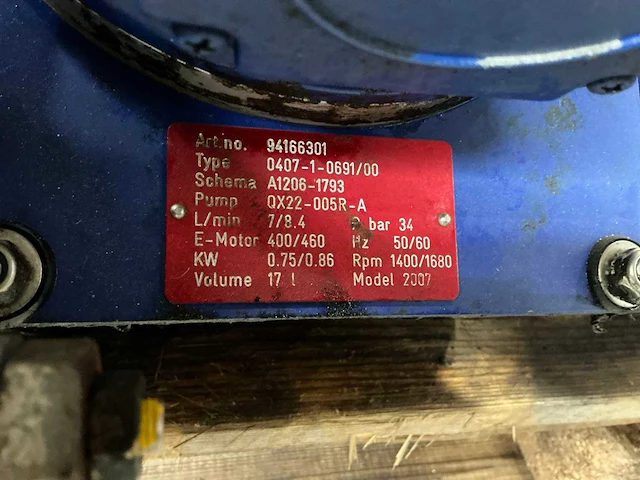 Art.no. 94166301
Type 0407-1-0691/00
Schema A1206-1793
Pump QX22-005R-A
L/min 7/8.4 P bar 34
E-Motor 400/460 Hz 50/60
KW 0.75/0.86 Rpm 1400/1680
Volume 17 l Model 2007